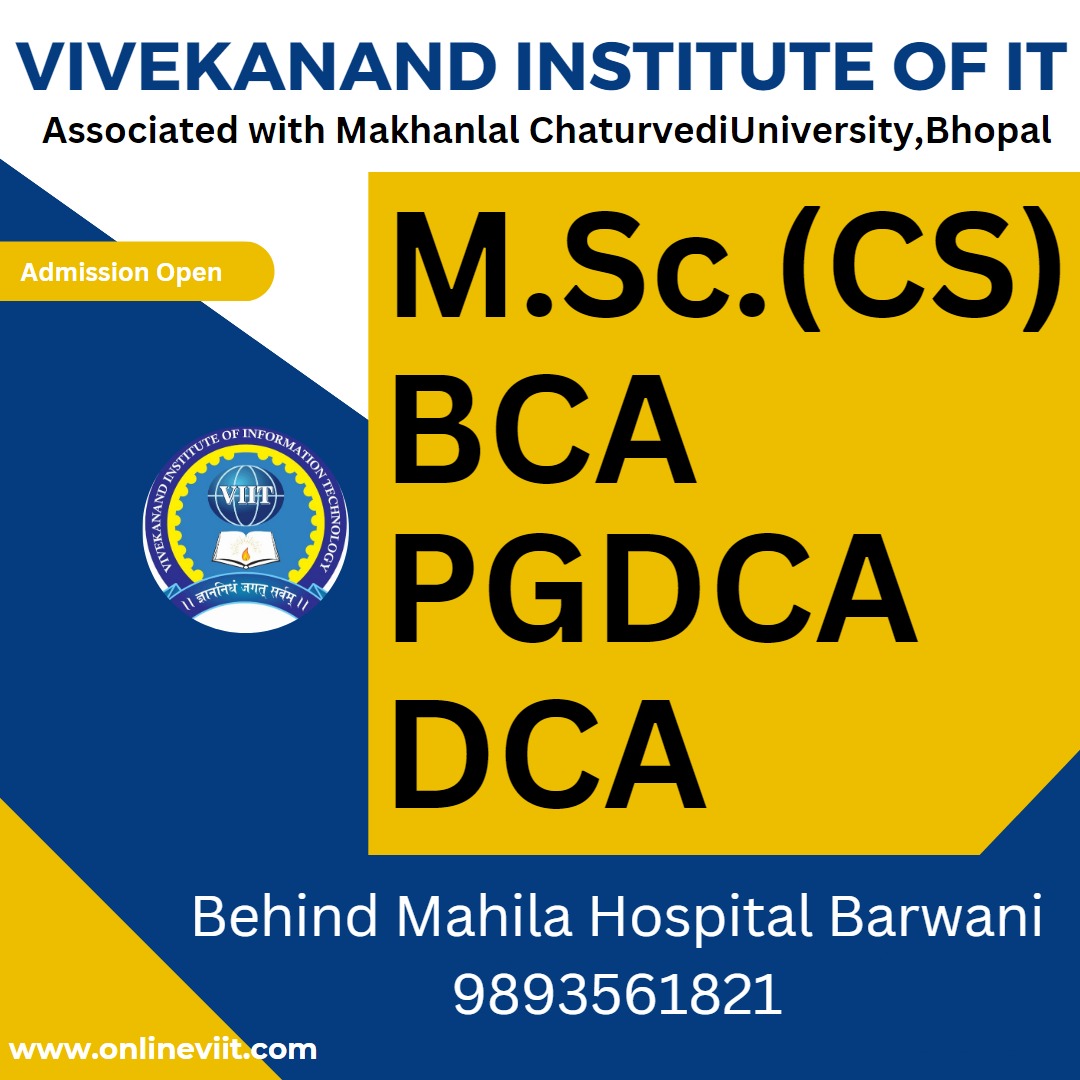 VIVEKANAND INSTITUTE OF IT
Associated with Makhanlal ChaturvediUniversity,Bhopal
Admission Open
M.Sc.(CS)
BCA
PGDCA
DCA
VIVEKANAND INSTITUTE OF INFORMATION TECHNOLOGY
VIIT
।। ज्ञाननिधं जगत् सर्वम् ।।
Behind Mahila Hospital Barwani
9893561821
www.onlineviit.com